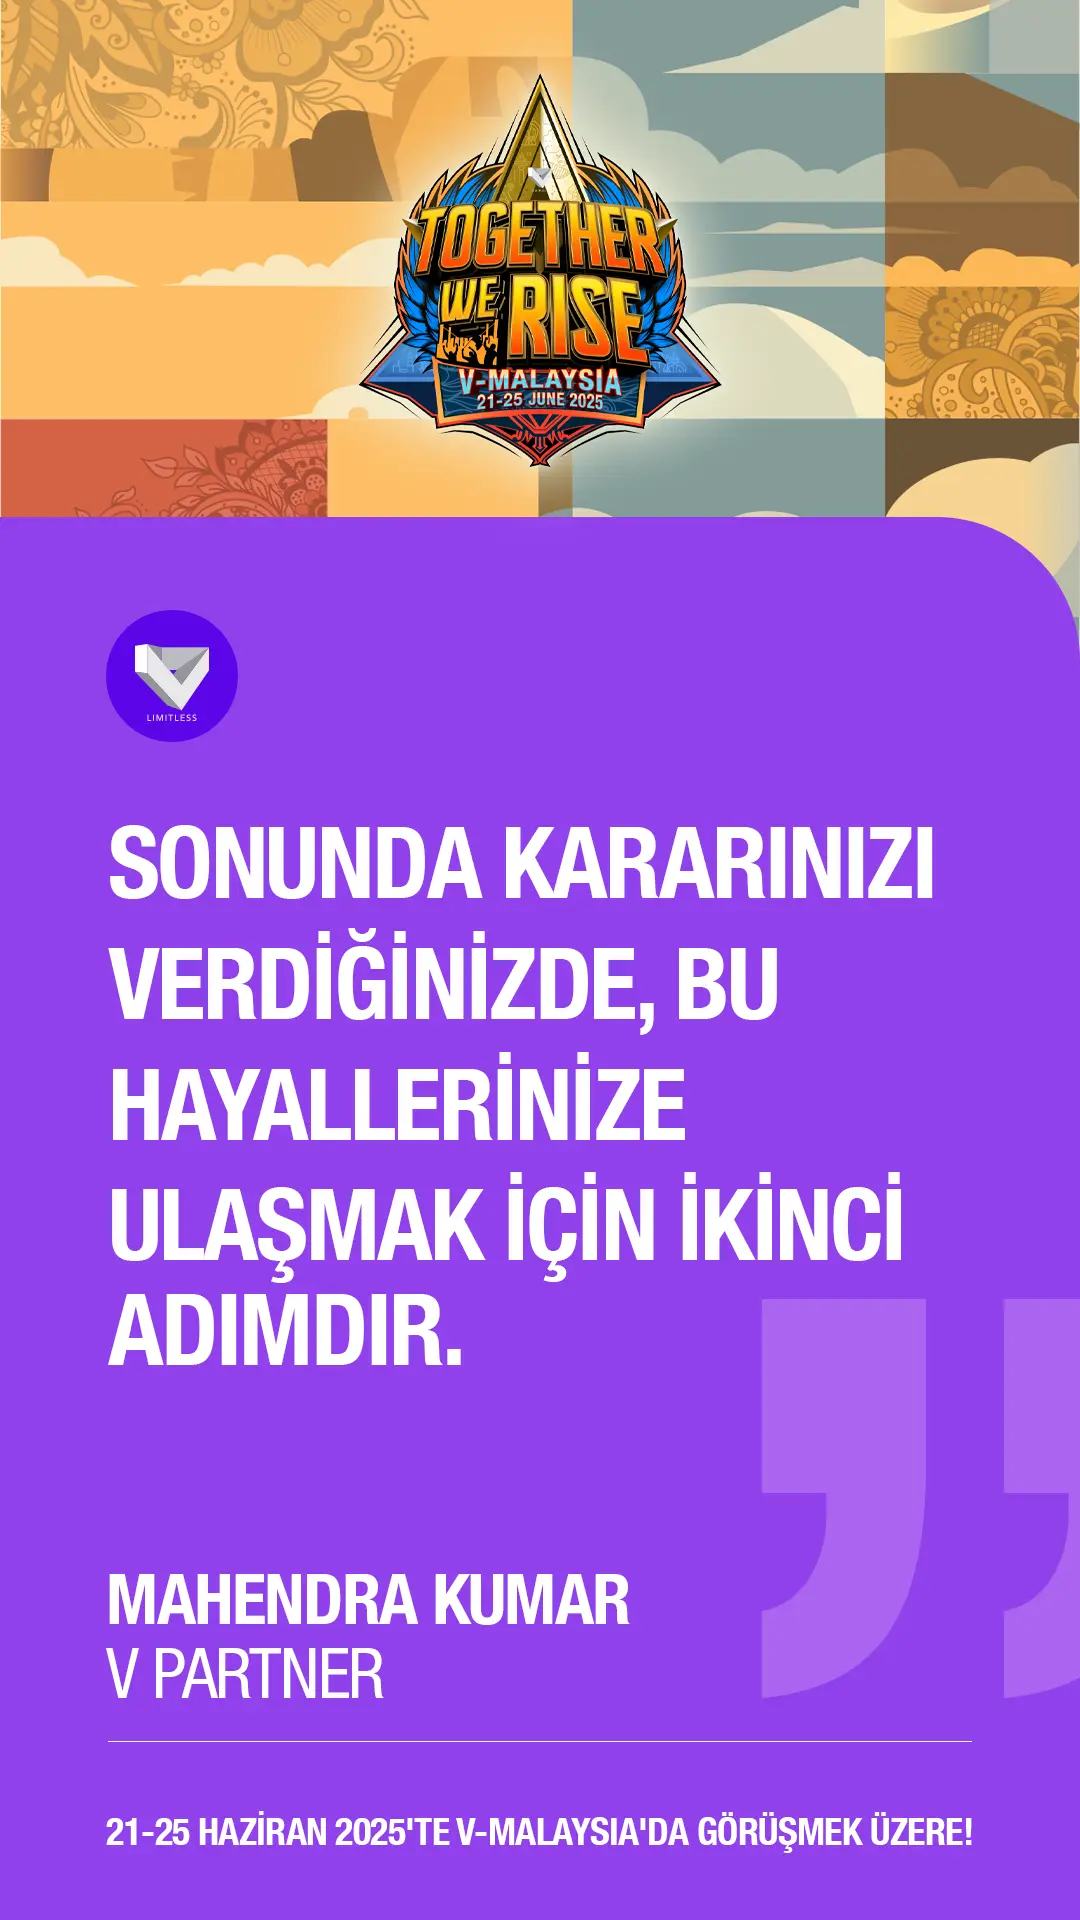 TOGETHER
WE RISE
V-MALAYSIA
21-25 JUNE 2025
LIMITLESS
SONUNDA KARARINIZI
VERDİĞİNİZDE, BU
HAYALLERİNİZE
ULAŞMAK İÇİN İKİNCİ
ADIMDIR.
MAHENDRA KUMAR
V PARTNER
21-25 HAZİRAN 2025'TE V-MALAYSIA'DA GÖRÜŞMEK ÜZERE!